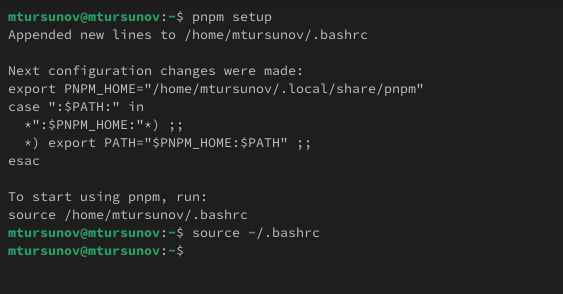 mtursunov@mtursunov:~$ pnpm setup
Appended new lines to /home/mtursunov/.bashrc

Next configuration changes were made:
export PNPM_HOME="/home/mtursunov/.local/share/pnpm"
case ":$PATH:" in
  *":$PNPM_HOME:"*) ;;
  *) export PATH="$PNPM_HOME:$PATH" ;;
esac

To start using pnpm, run:
source /home/mtursunov/.bashrc
mtursunov@mtursunov:~$ source ~/.bashrc
mtursunov@mtursunov:~$